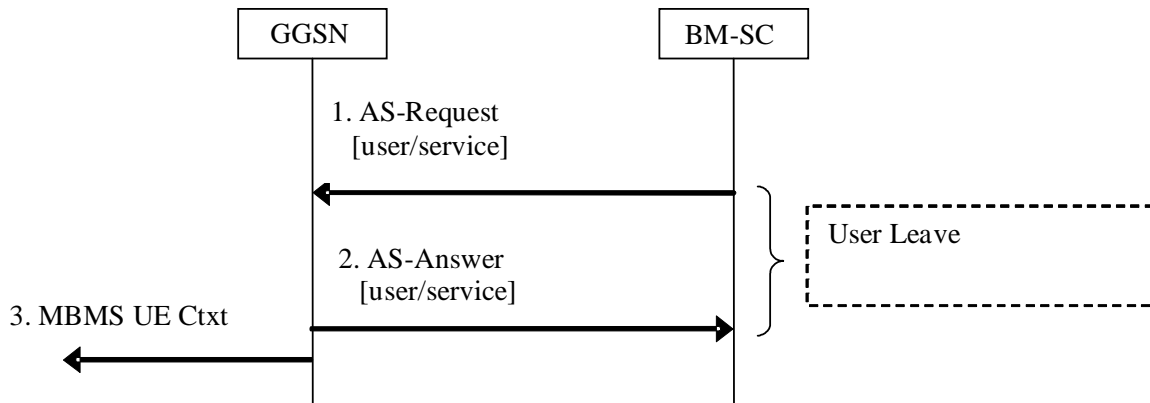 GGSN
BM-SC
1. AS-Request
[user/service]
User Leave
2. AS-Answer
[user/service]
3. MBMS UE Ctxt